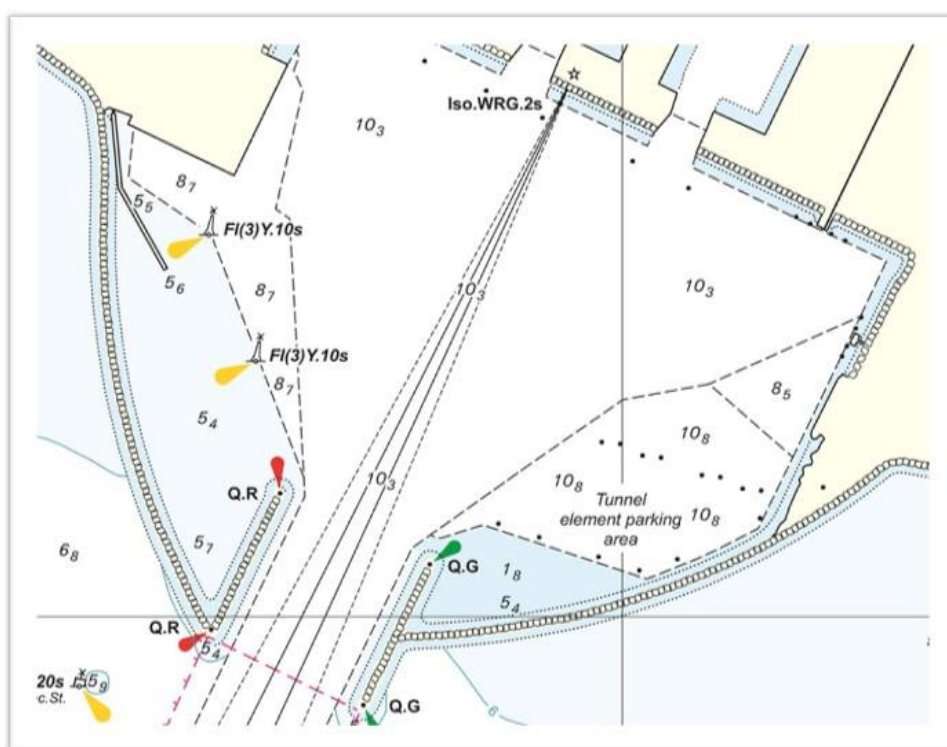 Iso.WRG.2s
10₃
8₇
5₅
Fl(3)Y.10s
5₆
8₇
10₃
10₃
Fl(3)Y.10s
8₇
8₅
5₄
10₈
10₃
10₈
Q.R
Tunnel
element parking
area
10₈
5₇
6₈
Q.G
1₈
5₄
Q.R
5₄
20s
5₉
c.St.
Q.G
6